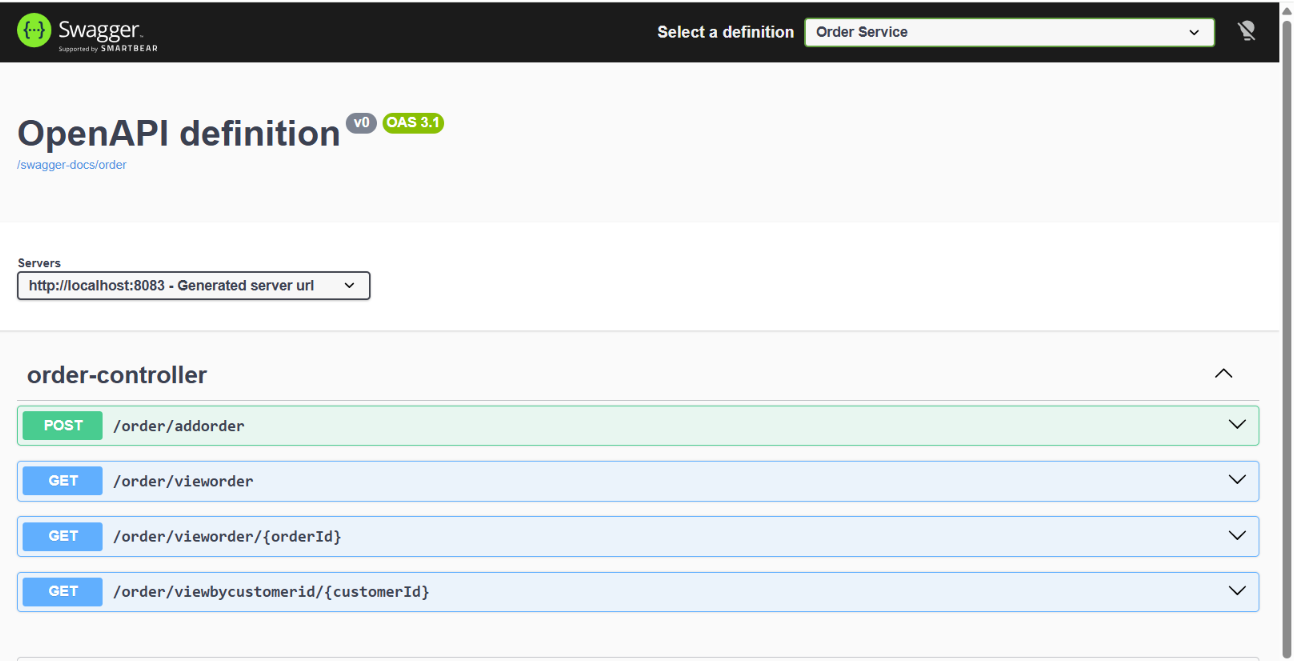 {··} Swagger™
Supported by SMARTBEAR
Select a definition
Order Service
OpenAPI definition v0 OAS 3.1
/swagger-docs/order
Servers
http://localhost:8083 - Generated server url
order-controller
POST /order/addorder
GET /order/vieworder
GET /order/vieworder/{orderId}
GET /order/viewbycustomerid/{customerId}